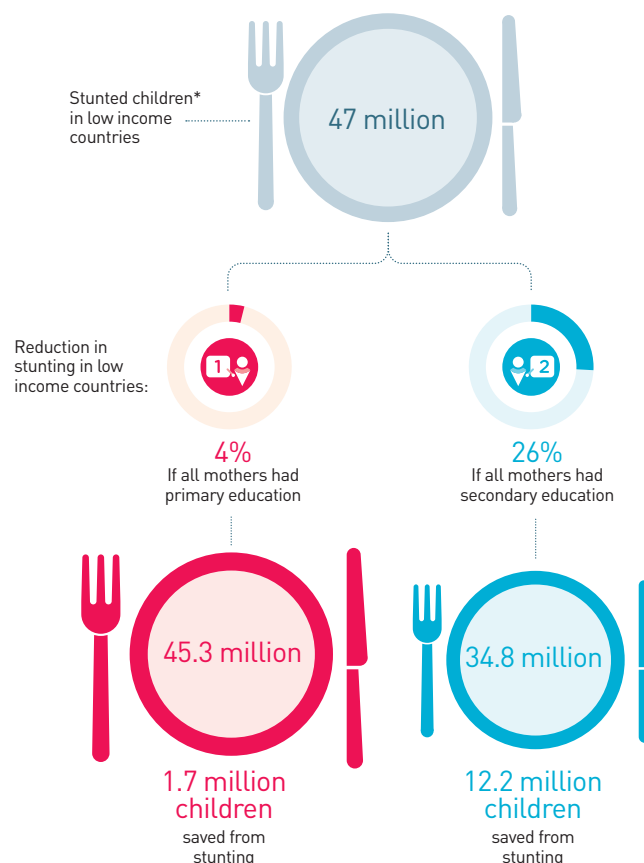 Stunted children*
in low income
countries
47 million
Reduction in
stunting in low
income countries:
1
2
4%
If all mothers had
primary education
26%
If all mothers had
secondary education
45.3 million
34.8 million
1.7 million
children
saved from
stunting
12.2 million
children
saved from
stunting